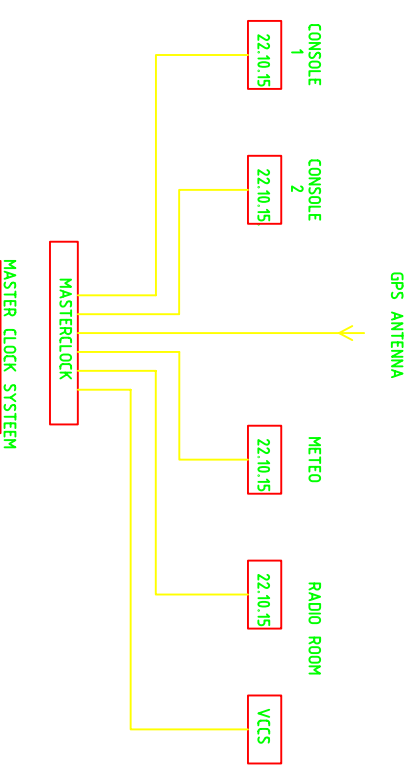 GPS ANTENNA
CONSOLE
1
CONSOLE
2
METEO
RADIO ROOM
22.10.15
22.10.15
22.10.15
22.10.15
VCCS
MASTERCLOCK
MASTER CLOCK SYSTEEM